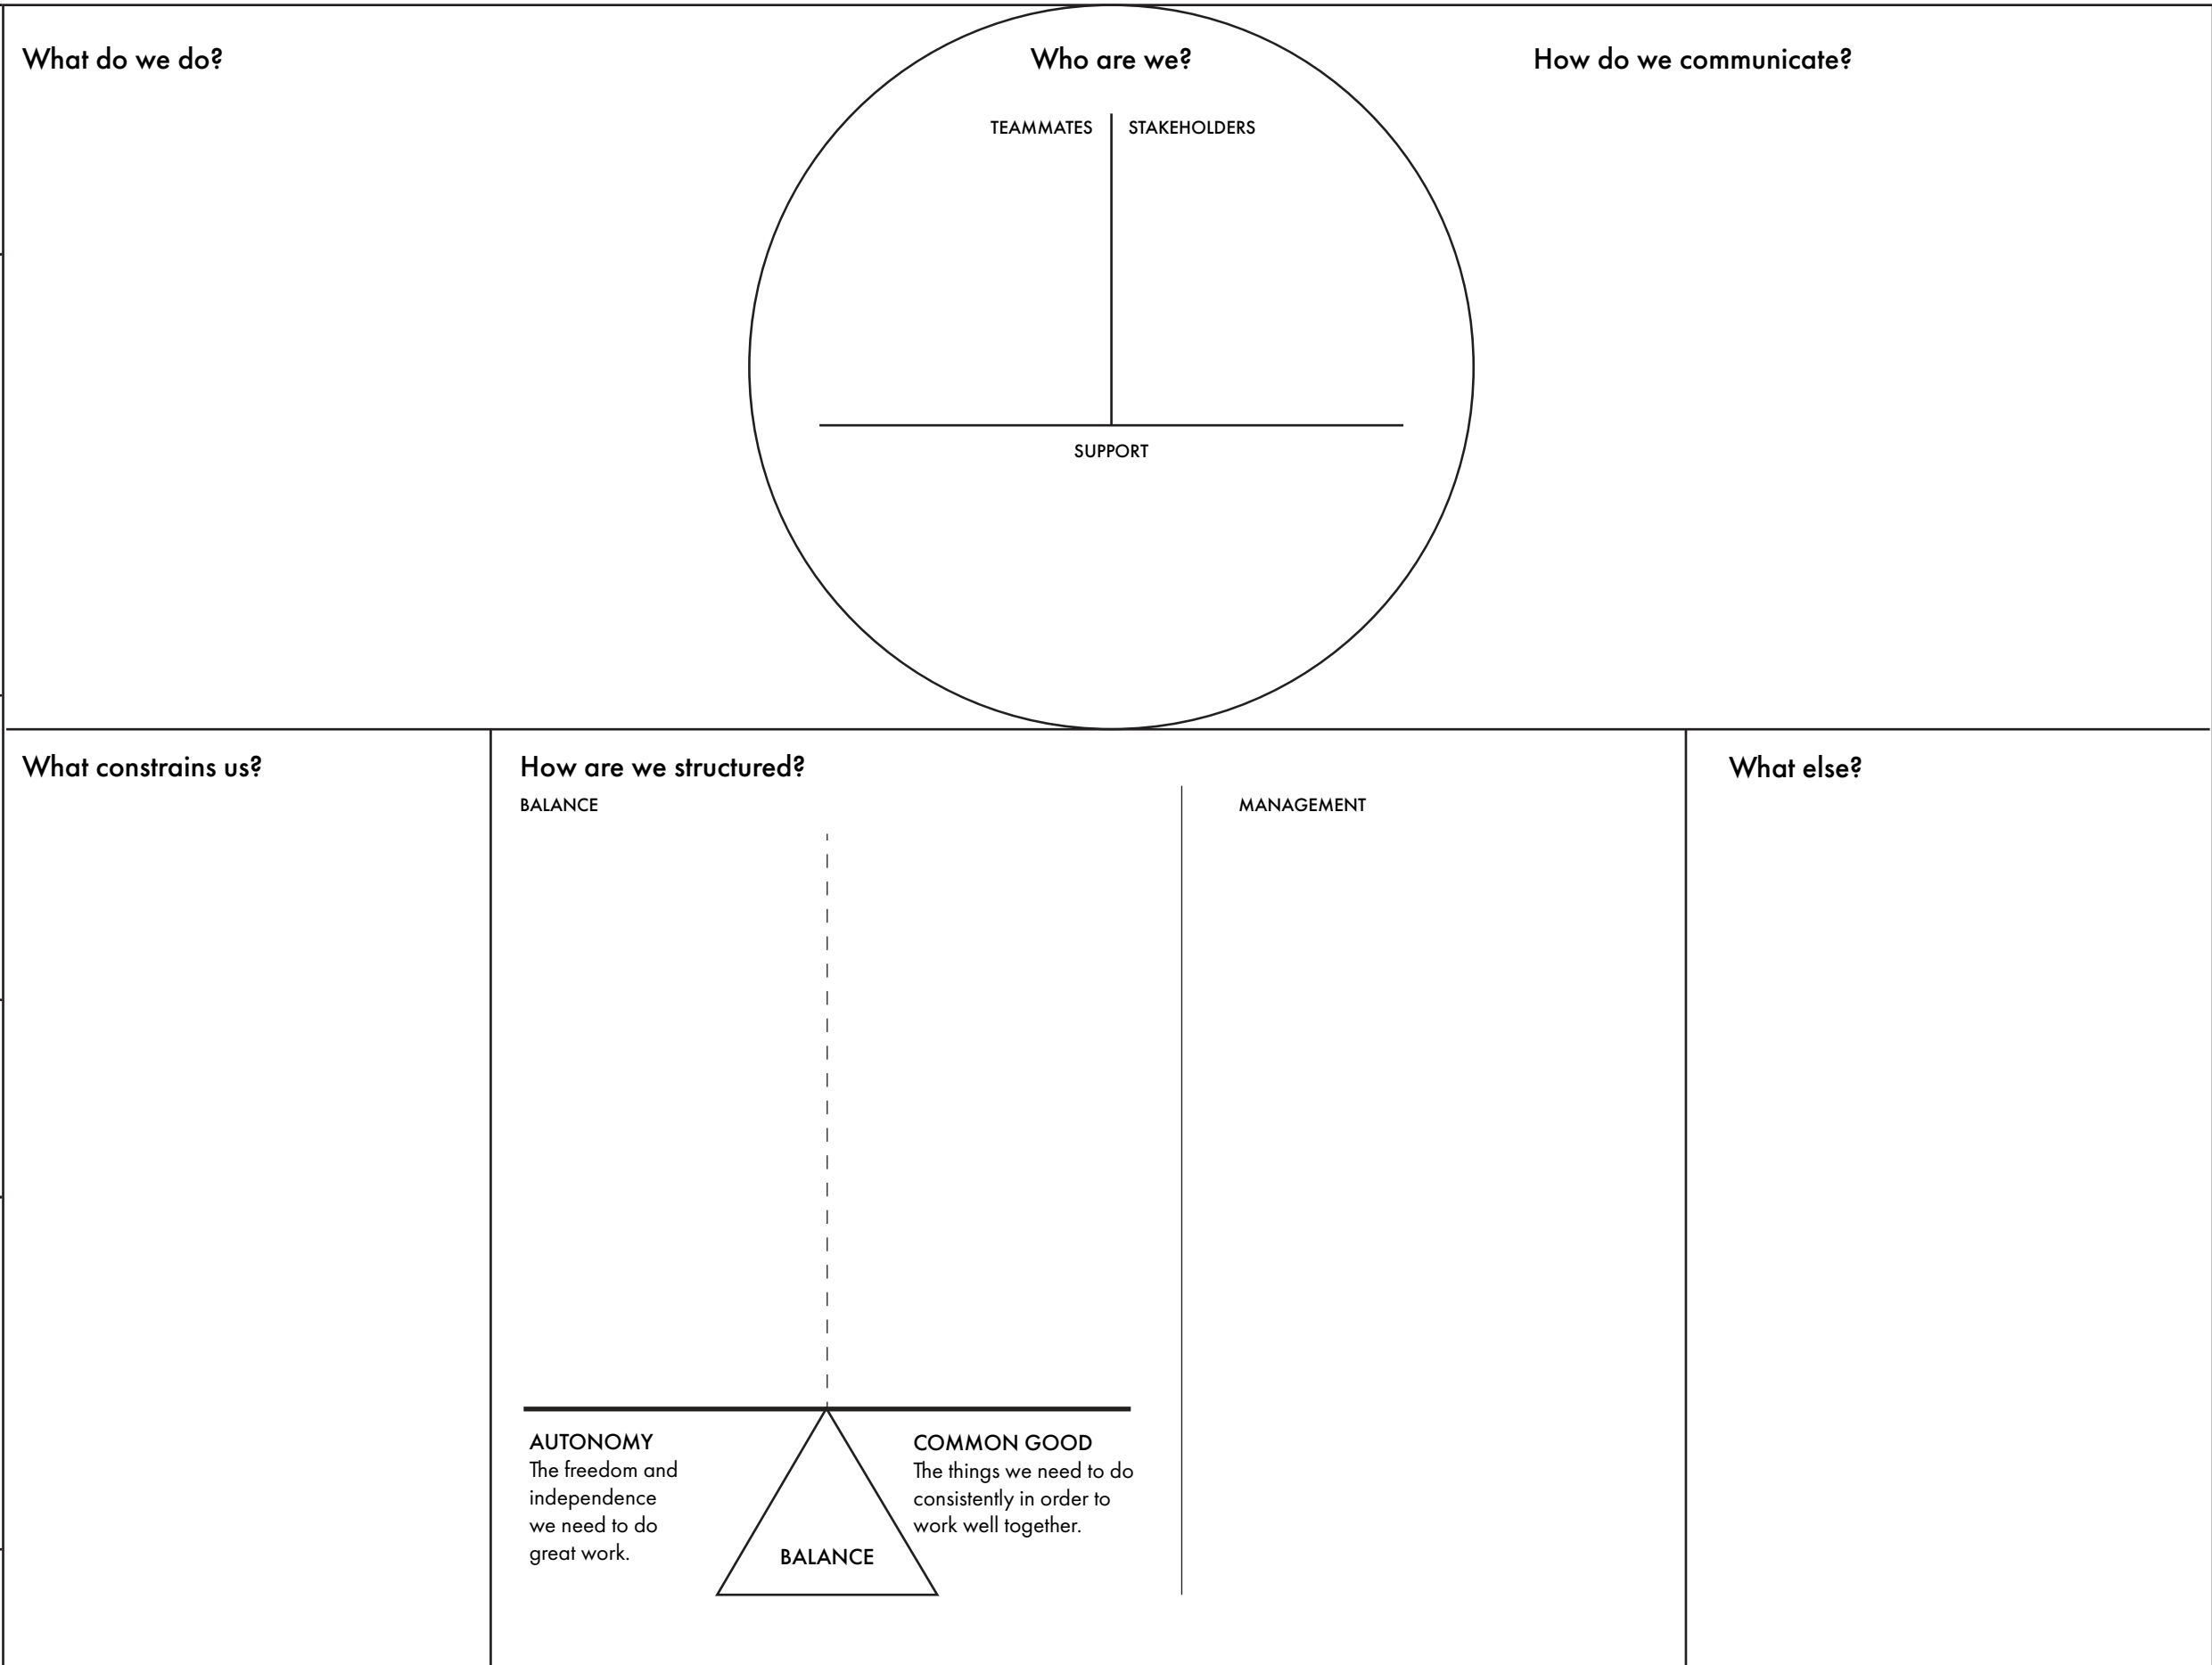 What do we do?
Who are we?
How do we communicate?
TEAMMATES
STAKEHOLDERS
SUPPORT
What constrains us?
How are we structured?
BALANCE
MANAGEMENT
What else?
AUTONOMY
The freedom and
independence
we need to do
great work.
BALANCE
COMMON GOOD
The things we need to do
consistently in order to
work well together.